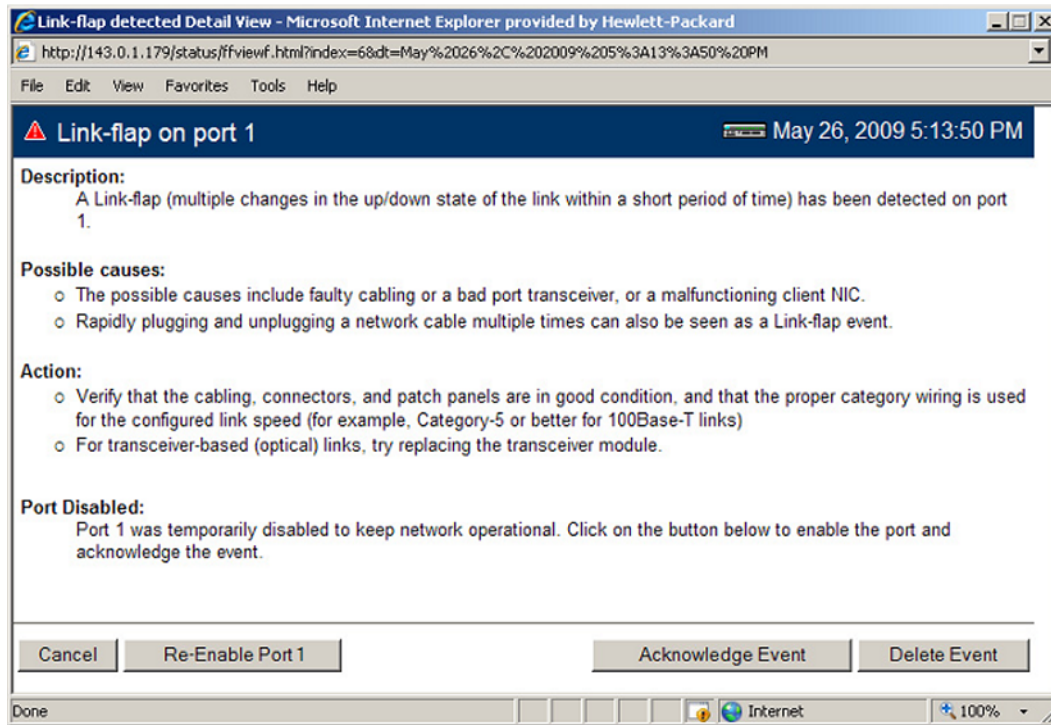 Link-flap detected Detail View - Microsoft Internet Explorer provided by Hewlett-Packard
http://143.0.1.179/status/ffviewf.html?index=6&dt=May%2026%2C%202009%205%3A13%3A50%20PM
File Edit View Favorites Tools Help
Link-flap on port 1 May 26, 2009 5:13:50 PM
Description:
A Link-flap (multiple changes in the up/down state of the link within a short period of time) has been detected on port
1.
Possible causes:
The possible causes include faulty cabling or a bad port transceiver, or a malfunctioning client NIC.
Rapidly plugging and unplugging a network cable multiple times can also be seen as a Link-flap event.
Action:
Verify that the cabling, connectors, and patch panels are in good condition, and that the proper category wiring is used
for the configured link speed (for example, Category-5 or better for 100Base-T links)
For transceiver-based (optical) links, try replacing the transceiver module.
Port Disabled:
Port 1 was temporarily disabled to keep network operational. Click on the button below to enable the port and
acknowledge the event.
Cancel Re-Enable Port 1 Acknowledge Event Delete Event
Done Internet 100%